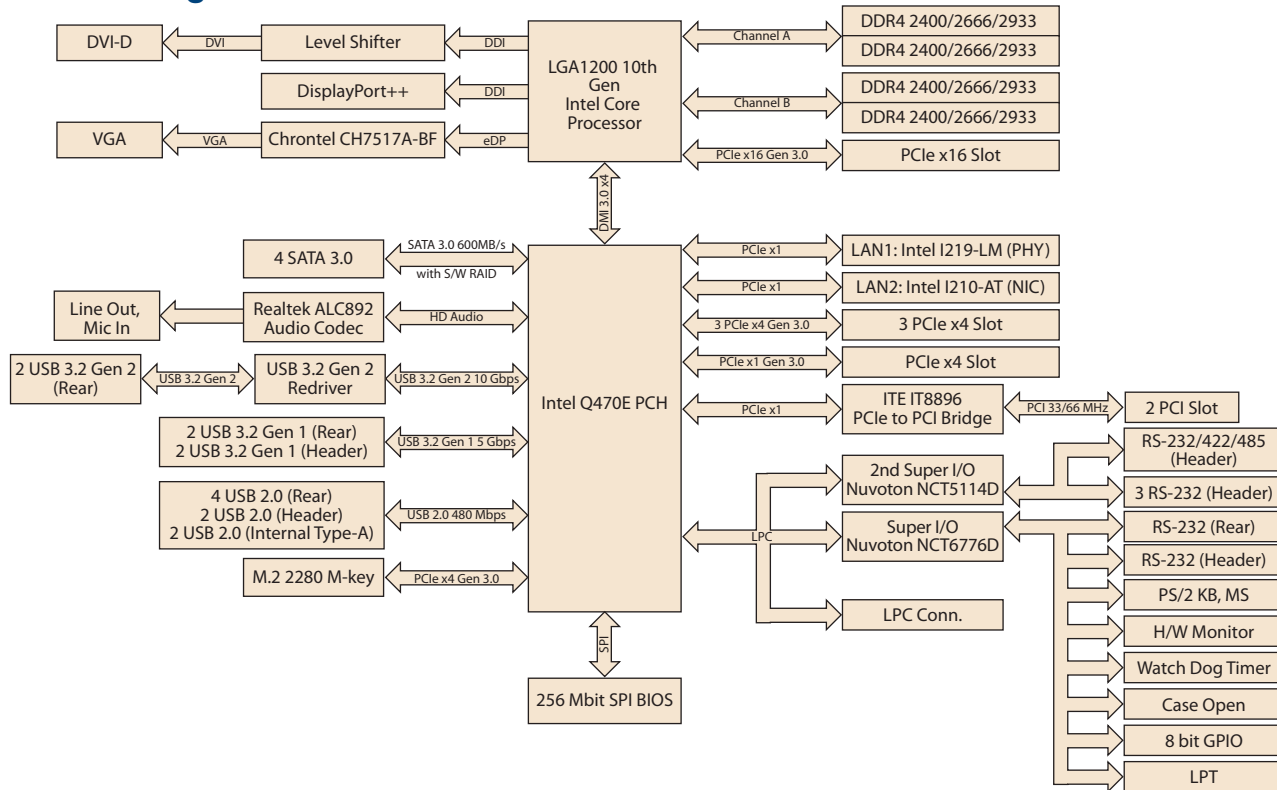 DVI-D
DVI
Level Shifter
DDI
DisplayPort++
DDI
VGA
VGA
Chrontel CH7517A-BF
eDP
LGA1200 10th
Gen
Intel Core
Processor
Channel A
DDR4 2400/2666/2933
DDR4 2400/2666/2933
Channel B
DDR4 2400/2666/2933
DDR4 2400/2666/2933
PCIe x16 Gen 3.0
PCIe x16 Slot
DMI 3.0 x4
4 SATA 3.0
SATA 3.0 600MB/s
with S/W RAID
Line Out,
Mic In
Realtek ALC892
Audio Codec
HD Audio
2 USB 3.2 Gen 2
(Rear)
USB 3.2 Gen 2
USB 3.2 Gen 2
Redriver
USB 3.2 Gen 2 10 Gbps
2 USB 3.2 Gen 1 (Rear)
2 USB 3.2 Gen 1 (Header)
USB 3.2 Gen 1 5 Gbps
4 USB 2.0 (Rear)
2 USB 2.0 (Header)
2 USB 2.0 (Internal Type-A)
USB 2.0 480 Mbps
M.2 2280 M-key
PCIe x4 Gen 3.0
Intel Q470E PCH
PCIe x1
LAN1: Intel I219-LM (PHY)
PCIe x1
LAN2: Intel I210-AT (NIC)
3 PCIe x4 Gen 3.0
3 PCIe x4 Slot
PCIe x1 Gen 3.0
PCIe x4 Slot
PCIe x1
ITE IT8896
PCIe to PCI Bridge
PCI 33/66 MHz
2 PCI Slot
LPC
2nd Super I/O
Nuvoton NCT5114D
Super I/O
Nuvoton NCT6776D
LPC Conn.
RS-232/422/485
(Header)
3 RS-232 (Header)
RS-232 (Rear)
RS-232 (Header)
PS/2 KB, MS
H/W Monitor
Watch Dog Timer
Case Open
8 bit GPIO
LPT
SPI
256 Mbit SPI BIOS